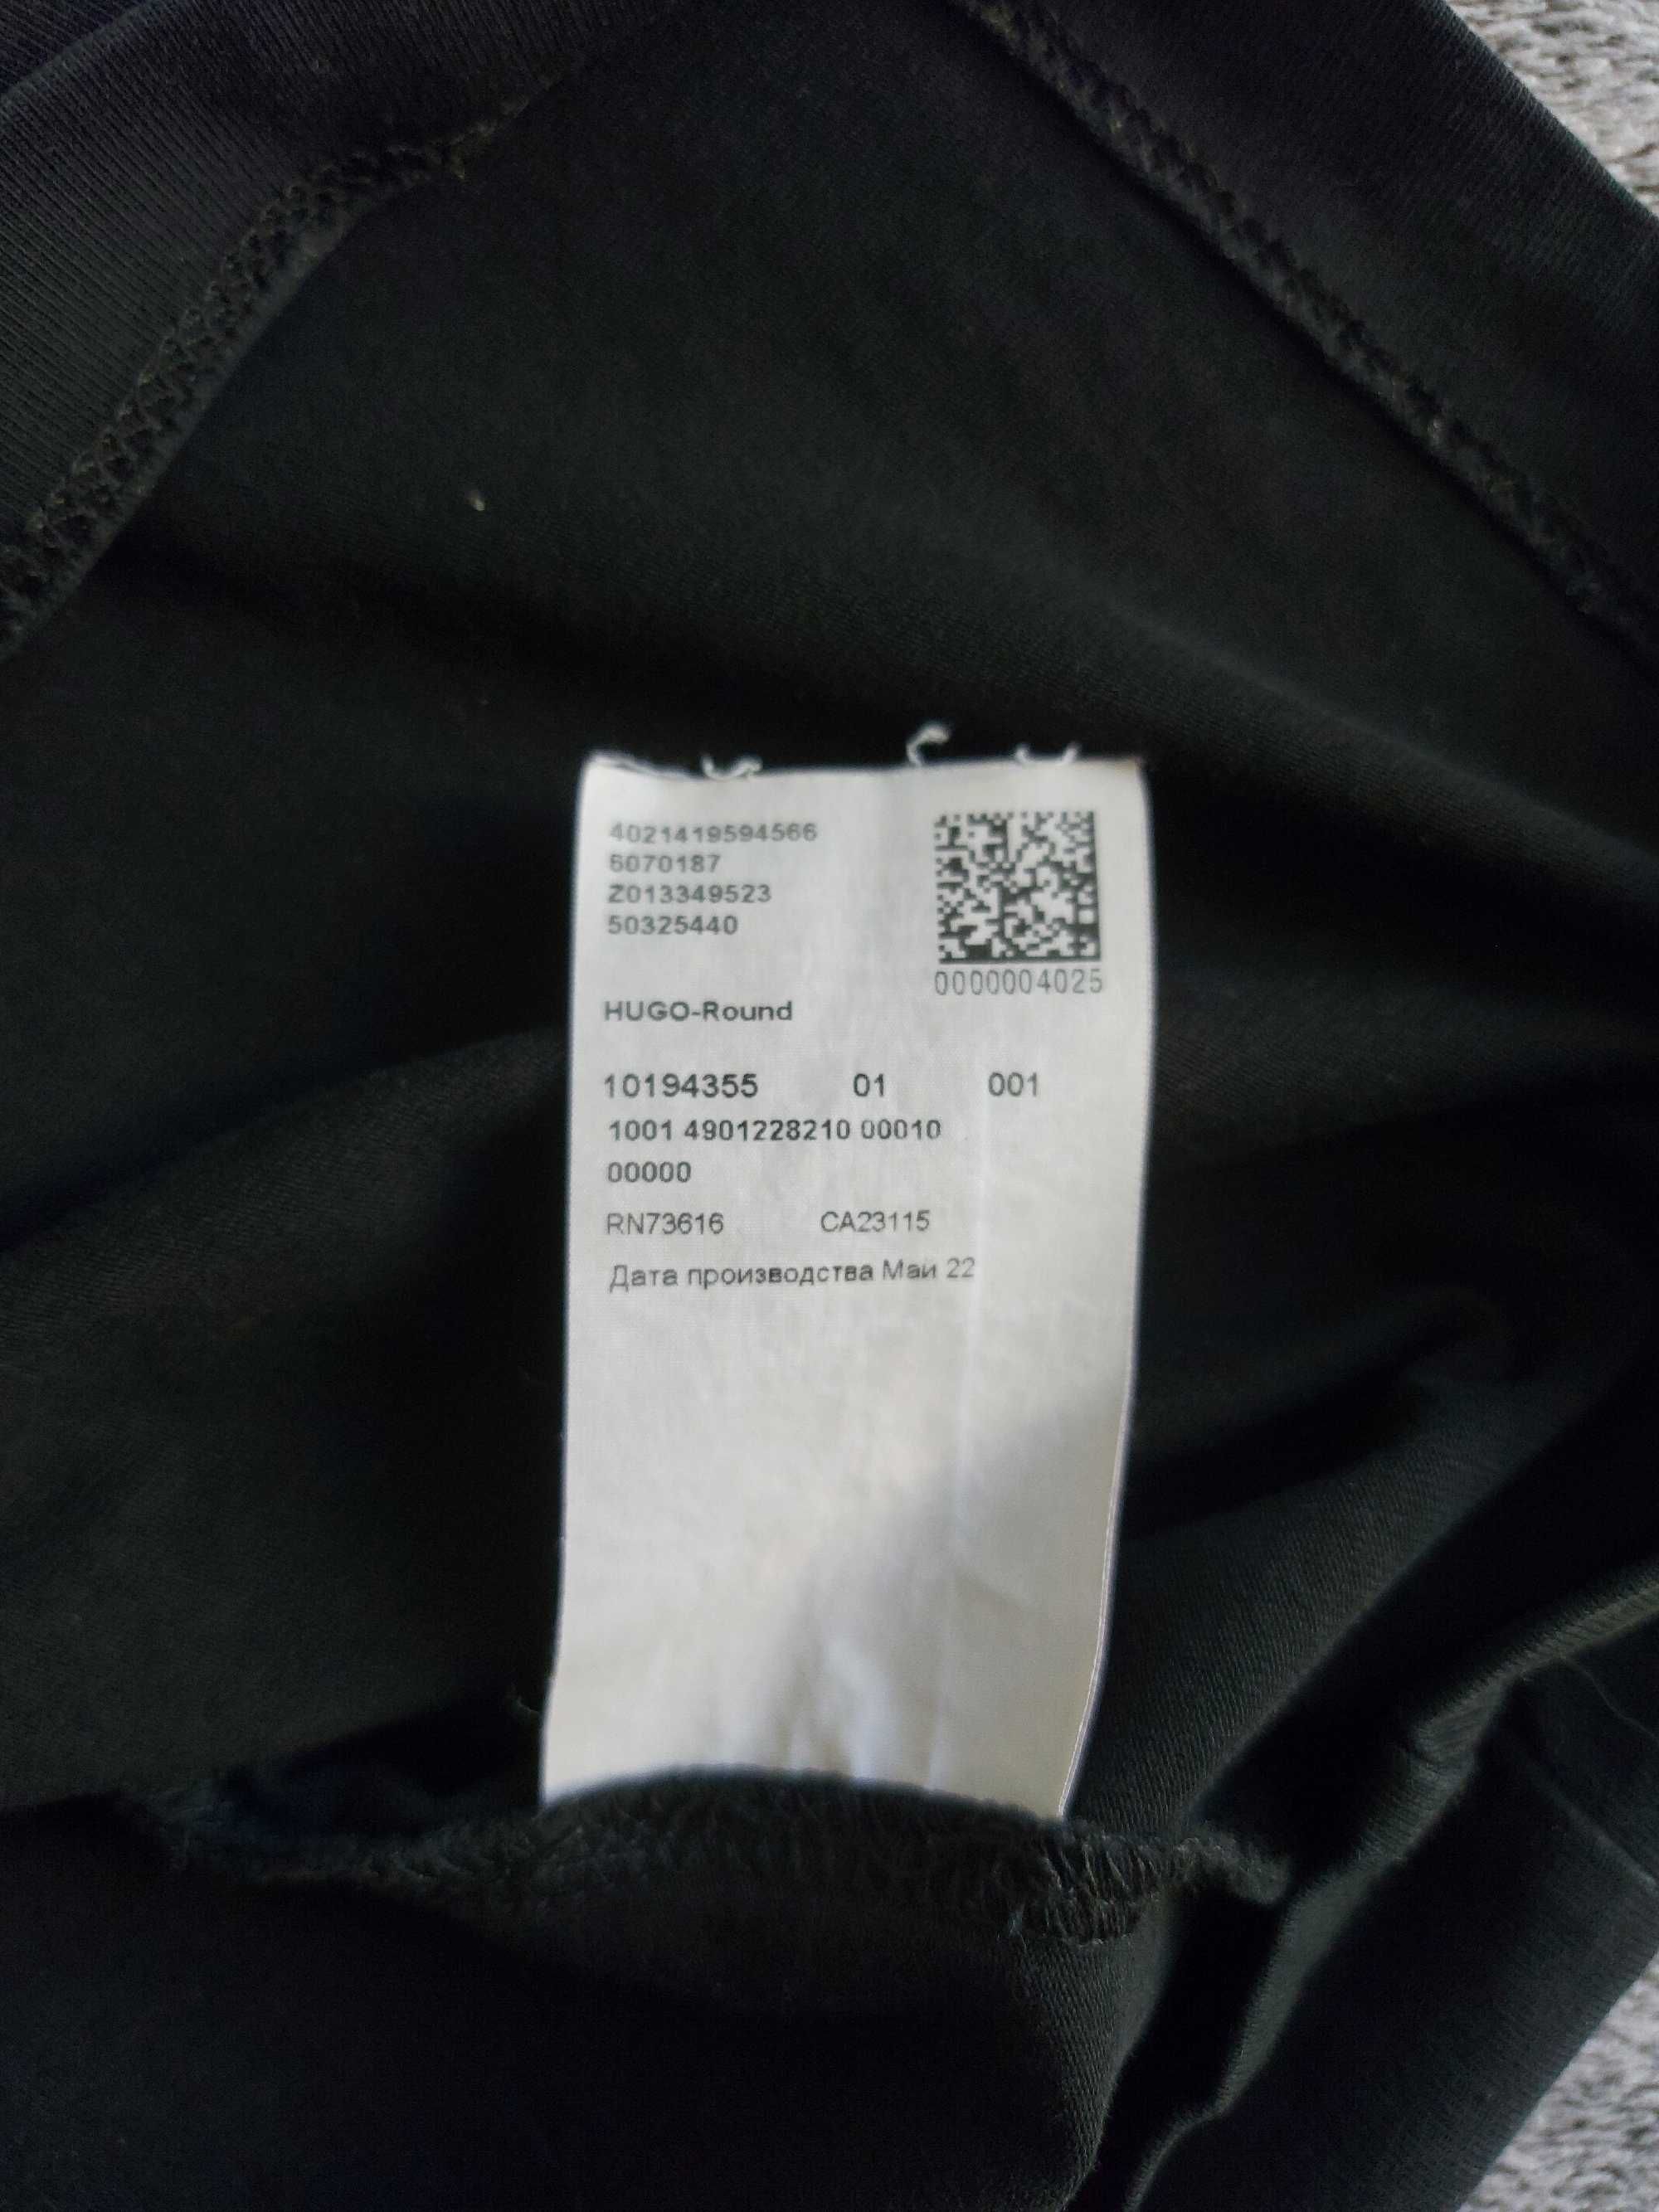 4021419594566
6070187
Z013349523
50325440
0000004025
HUGO-Round
10194355 01 001
1001 4901228210 00010
00000
RN73616 CA23115
Дата производства Маи 22